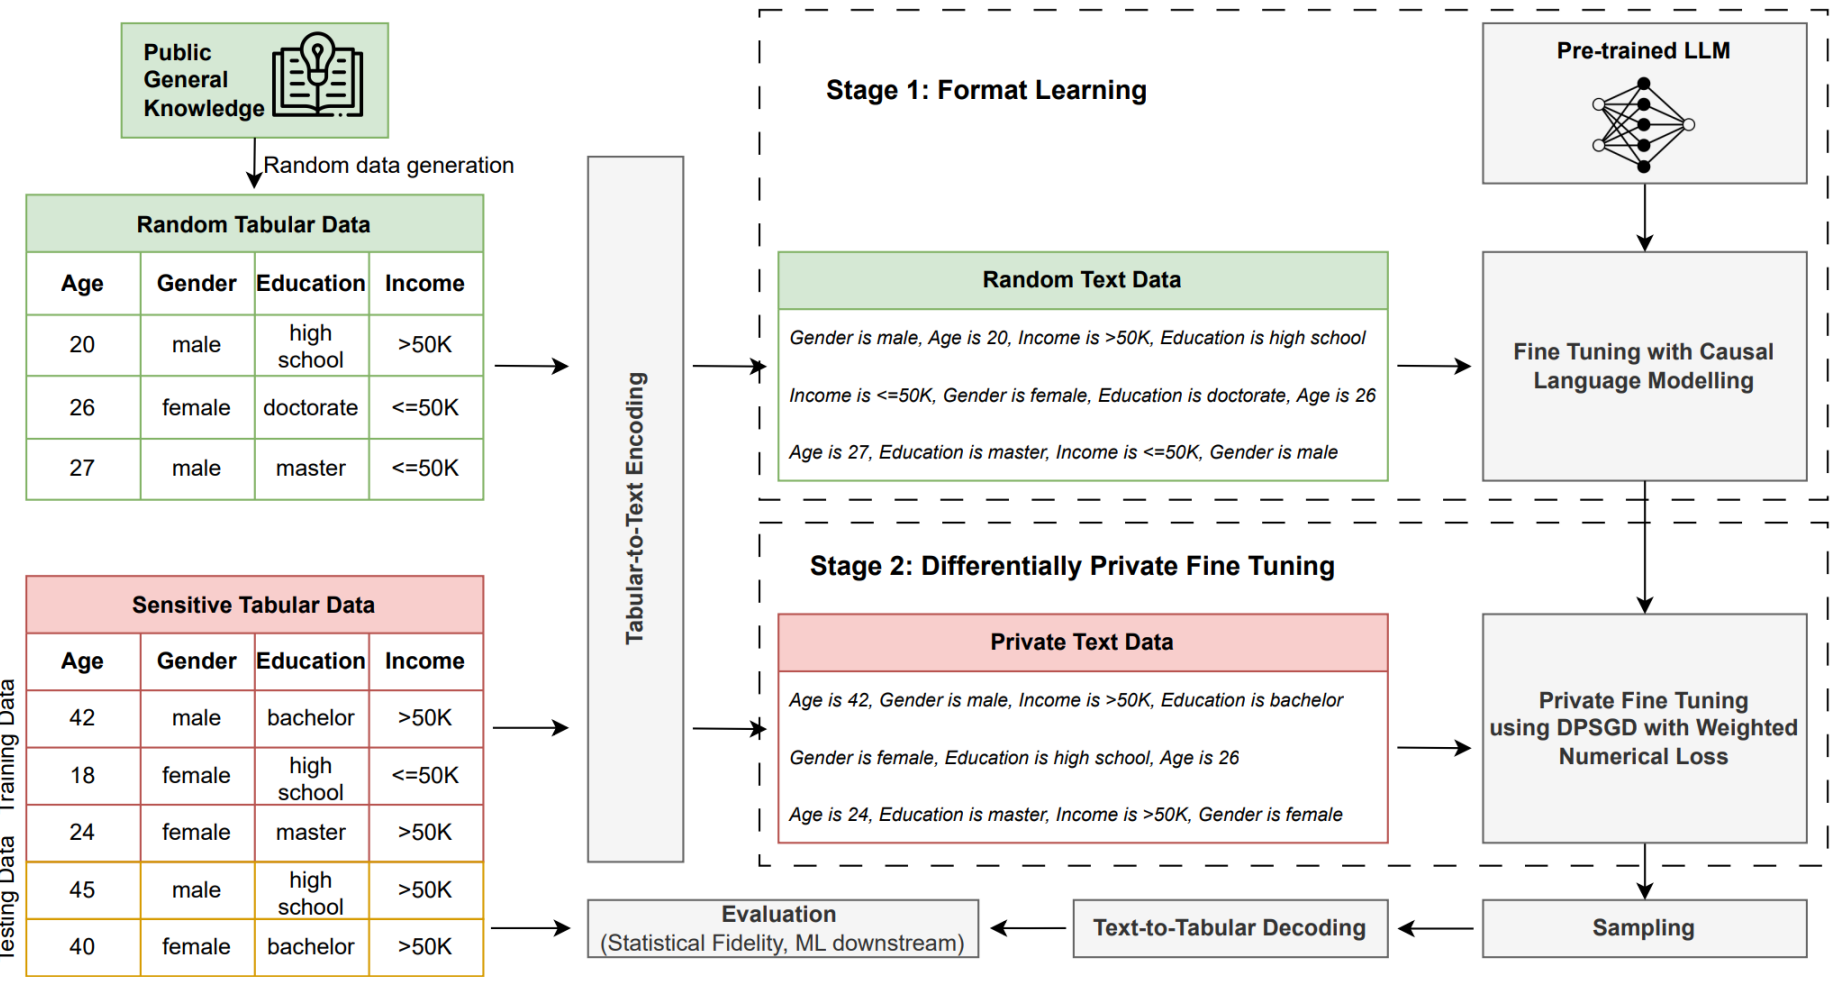 Public
General
Knowledge
Random data generation
Random Tabular Data
Age Gender Education Income
20 male high school >50K
26 female doctorate <=50K
27 male master <=50K
Sensitive Tabular Data
Age Gender Education Income
42 male bachelor >50K
18 female high school <=50K
24 female master >50K
45 male high school >50K
40 female bachelor >50K
Training Data
Testing Data
Tabular-to-Text Encoding
Stage 1: Format Learning
Pre-trained LLM
Random Text Data
Gender is male, Age is 20, Income is >50K, Education is high school
Income is <=50K, Gender is female, Education is doctorate, Age is 26
Age is 27, Education is master, Income is <=50K, Gender is male
Fine Tuning with Causal
Language Modelling
Stage 2: Differentially Private Fine Tuning
Private Text Data
Age is 42, Gender is male, Income is >50K, Education is bachelor
Gender is female, Education is high school, Age is 26
Age is 24, Education is master, Income is >50K, Gender is female
Private Fine Tuning
using DPSGD with Weighted
Numerical Loss
Sampling
Text-to-Tabular Decoding
Evaluation
(Statistical Fidelity, ML downstream)